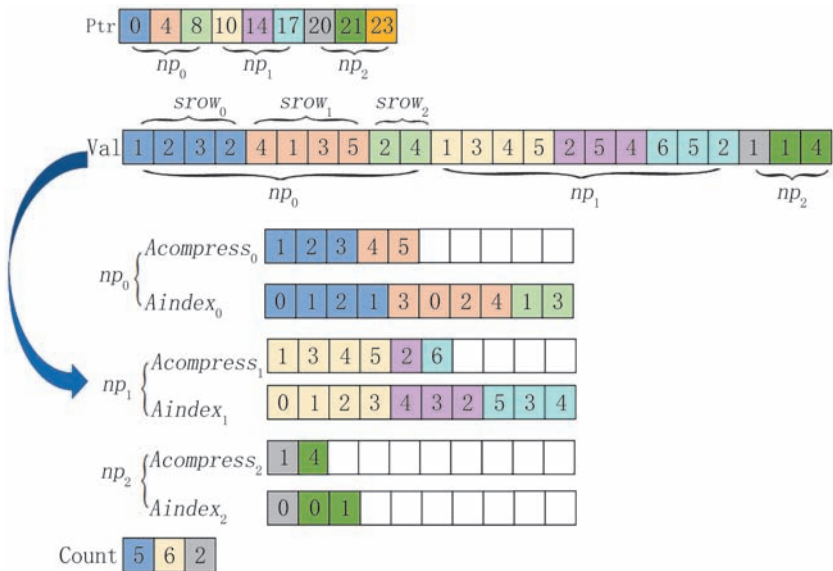 Ptr 0 4 8 10 14 17 20 21 23
np0 np1 np2
srow0 srow1 srow2
Val 1 2 3 2 4 1 3 5 2 4 1 3 4 5 2 5 4 6 5 2 1 1 4
np0 np1 np2
Acompress0 1 2 3 4 5
np0
Aindex0 0 1 2 1 3 0 2 4 1 3
Acompress1 1 3 4 5 2 6
np1
Aindex1 0 1 2 3 4 3 2 5 3 4
Acompress2 1 4
np2
Aindex2 0 0 1
Count 5 6 2